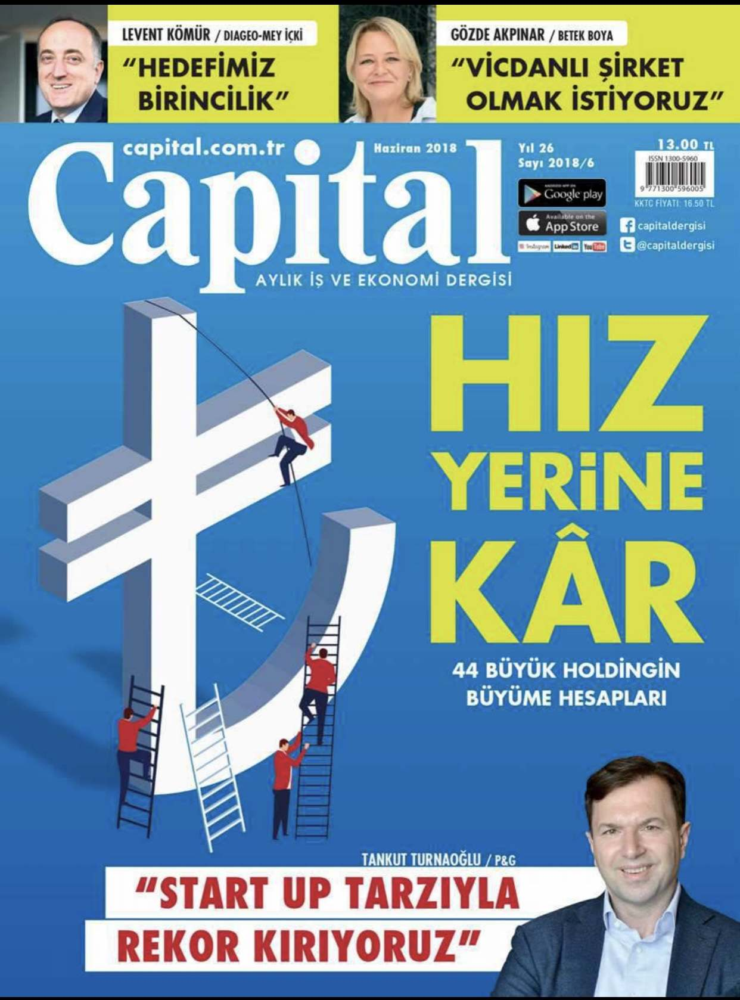 LEVENT KÖMÜR / DIAGEO-MEY İÇKİ
“HEDEFİMİZ
BİRİNCİLİK”
GÖZDE AKPINAR / BETEK BOYA
“VİCDANLI ŞİRKET
OLMAK İSTİYORUZ”
capital.com.tr
Haziran 2018
Yıl 26
Sayı 2018/6
13.00 TL
ISSN 1300-5960
9 771300 596005
KKTC FİYATI: 16.50 TL
Capital
AYLIK İŞ VE EKONOMİ DERGİSİ
ANDROID APP ON
Google play
Available on the
App Store
Instagram LinkedIn YouTube
capitaldergisi
@capitaldergisi
HIZ
YERiNE
KÂR
44 BÜYÜK HOLDİNGİN
BÜYÜME HESAPLARI
TANKUT TURNAOĞLU / P&G
“START UP TARZIYLA
REKOR KIRIYORUZ”